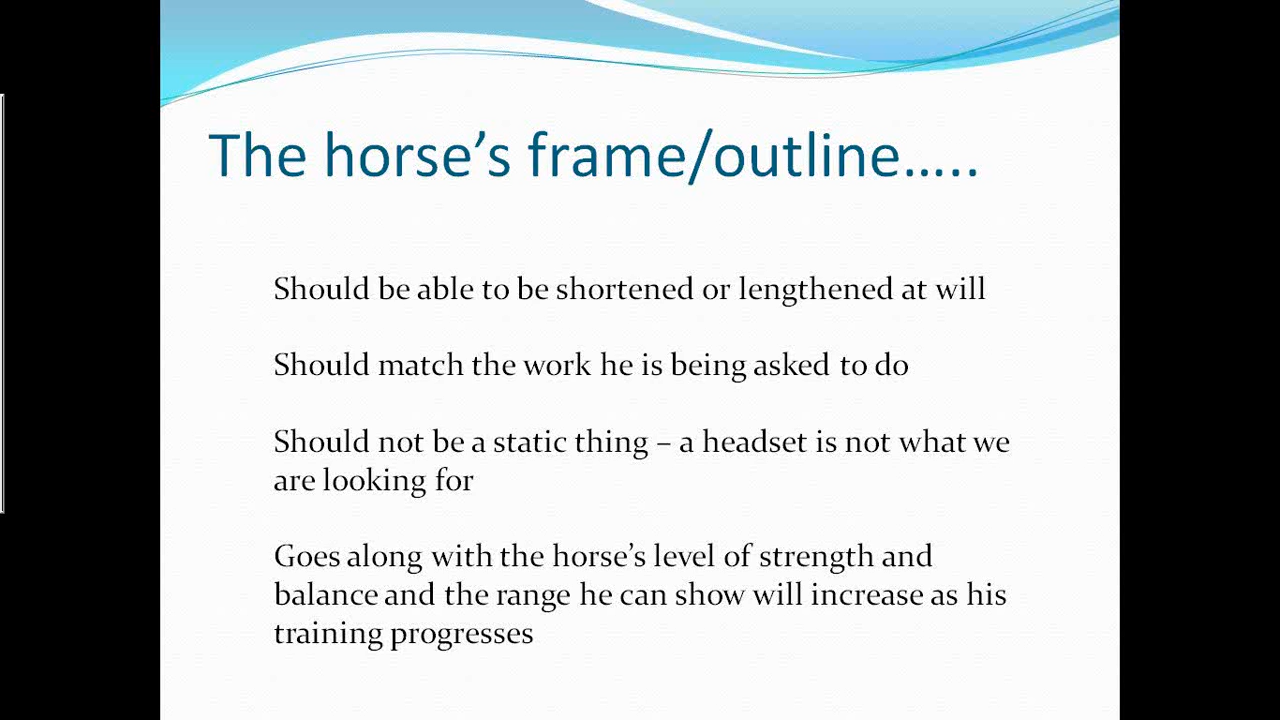 The horse’s frame/outline…..
Should be able to be shortened or lengthened at will
Should match the work he is being asked to do
Should not be a static thing – a headset is not what we
are looking for
Goes along with the horse’s level of strength and
balance and the range he can show will increase as his
training progresses